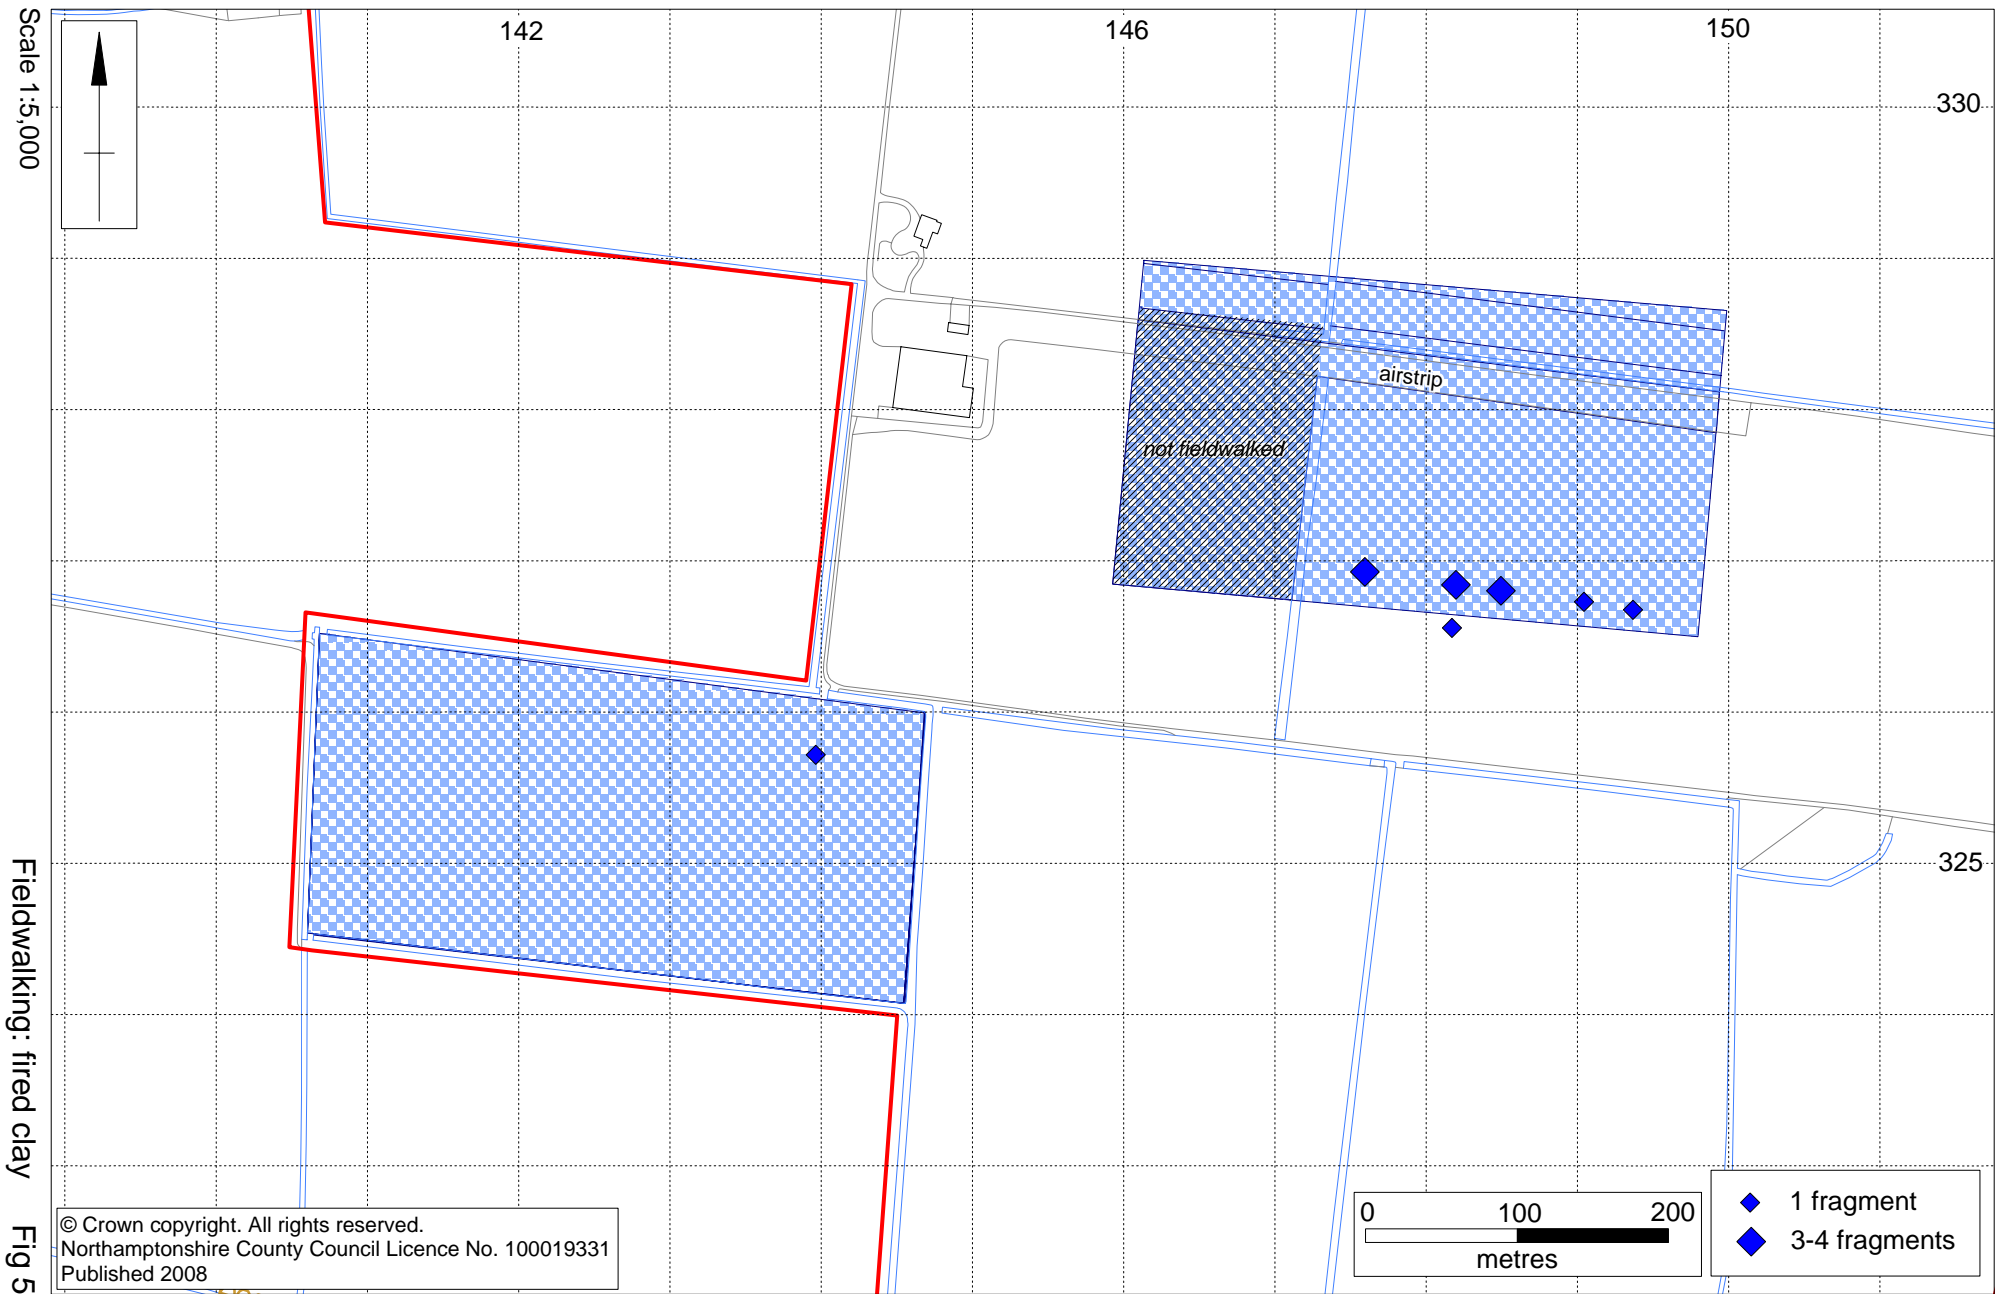 142
146
150
330
Scale 1:5,000
airstrip
not fieldwalked
325
Fieldwalking: fired clay Fig 5
© Crown copyright. All rights reserved.
Northamptonshire County Council Licence No. 100019331
Published 2008
0 100 200
metres
1 fragment
3-4 fragments